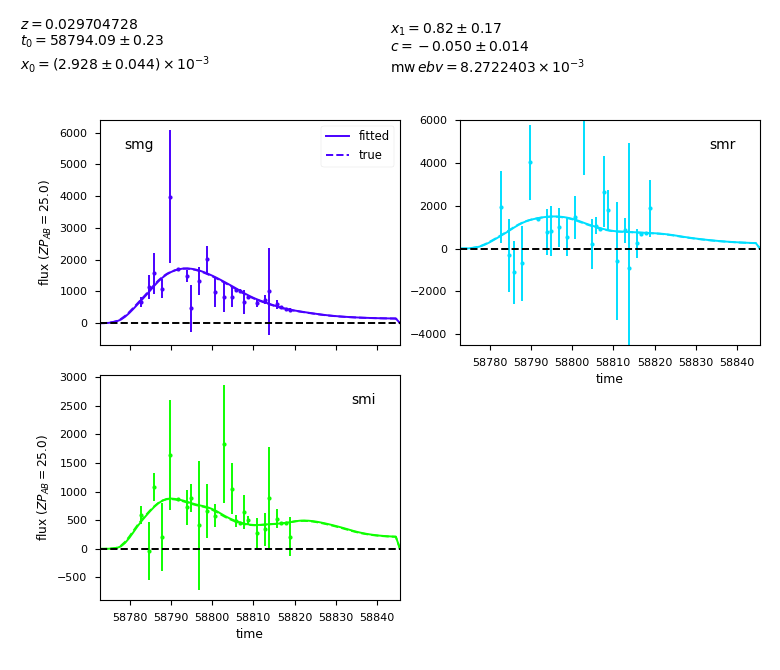 z = 0.029704728
t₀ = 58794.09 ± 0.23
x₀ = (2.928 ± 0.044) × 10⁻³
x₁ = 0.82 ± 0.17
c = −0.050 ± 0.014
mw ebv = 8.2722403 × 10⁻³
smg
fitted
true
6000
5000
4000
3000
2000
1000
0
flux (ZP_AB = 25.0)
smr
6000
4000
2000
0
−2000
−4000
58780 58790 58800 58810 58820 58830 58840
time
smi
3000
2500
2000
1500
1000
500
0
−500
flux (ZP_AB = 25.0)
58780 58790 58800 58810 58820 58830 58840
time